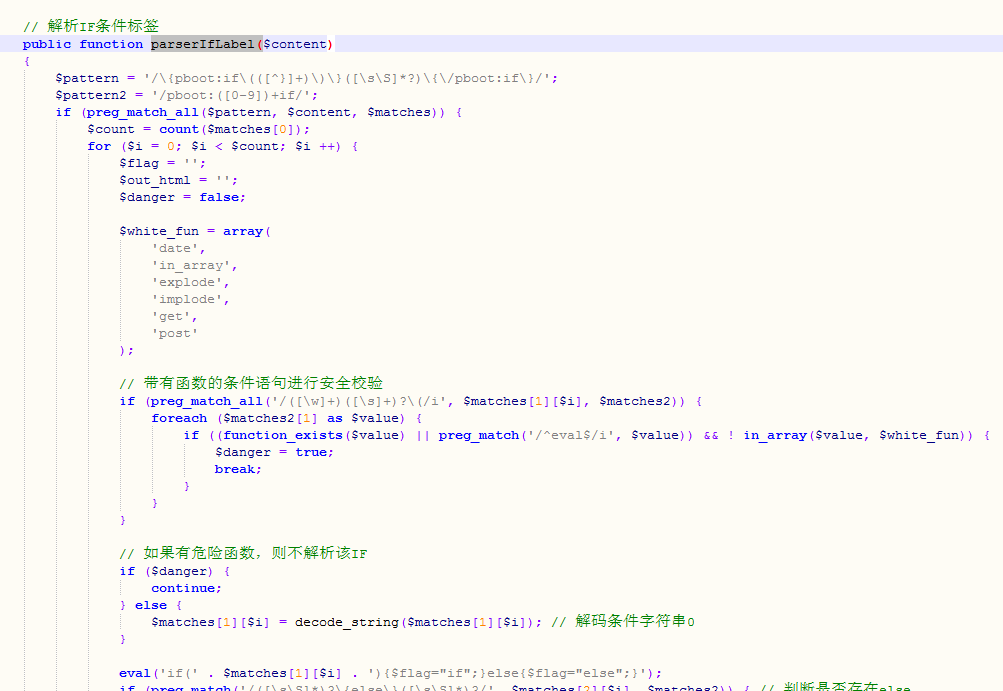 // 解析IF条件标签
public function parserIfLabel($content)
{
$pattern = '/\{pboot:if\(([^}]+)\)\}([\s\S]*?)\{\/pboot:if\}/';
$pattern2 = '/pboot:([0-9])+if/';
if (preg_match_all($pattern, $content, $matches)) {
$count = count($matches[0]);
for ($i = 0; $i < $count; $i ++) {
$flag = '';
$out_html = '';
$danger = false;
$white_fun = array(
'date',
'in_array',
'explode',
'implode',
'get',
'post'
);
// 带有函数的条件语句进行安全校验
if (preg_match_all('/([\w]+)([\s]+)?\(/i', $matches[1][$i], $matches2)) {
foreach ($matches2[1] as $value) {
if ((function_exists($value) || preg_match('/^eval$/i', $value)) && ! in_array($value, $white_fun)) {
$danger = true;
break;
}
}
}
// 如果有危险函数，则不解析该IF
if ($danger) {
continue;
} else {
$matches[1][$i] = decode_string($matches[1][$i]); // 解码条件字符串0
}
eval('if(' . $matches[1][$i] . '){$flag="if";}else{$flag="else";}');
if (preg_match('/([\s\S]*)?\{else\}([\s\S]*)?/', $matches[2][$i], $matches2)) { // 判断是否存在else